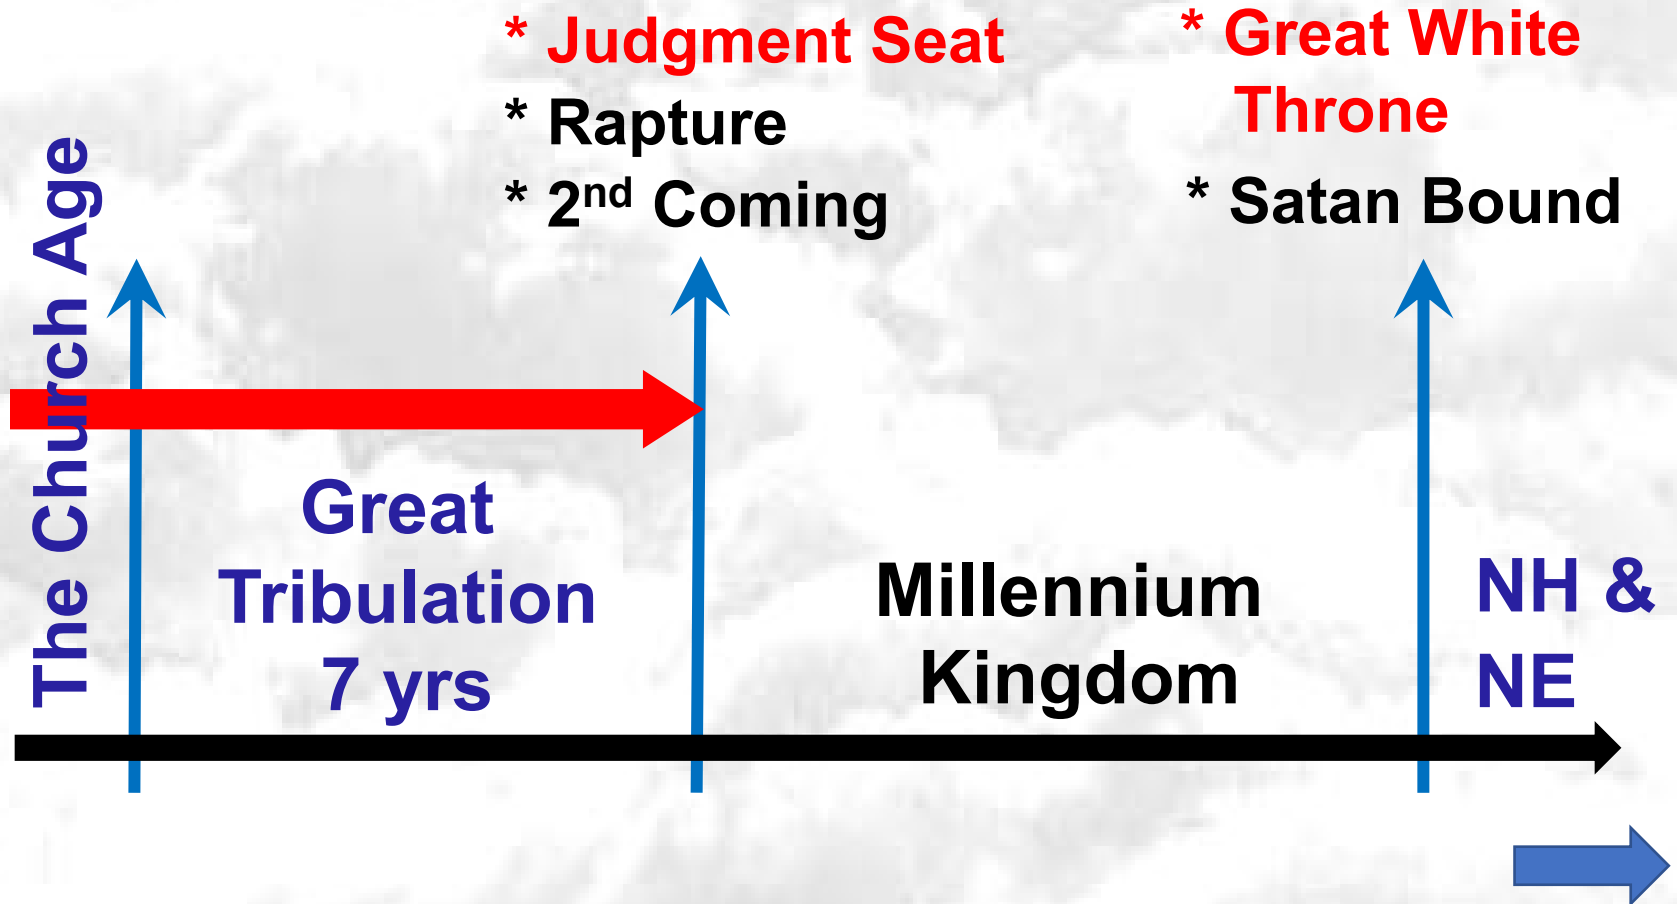 * Judgment Seat
* Rapture
* 2nd Coming
* Great White
Throne
* Satan Bound
The Church Age
Great
Tribulation
7 yrs
Millennium
Kingdom
NH &
NE